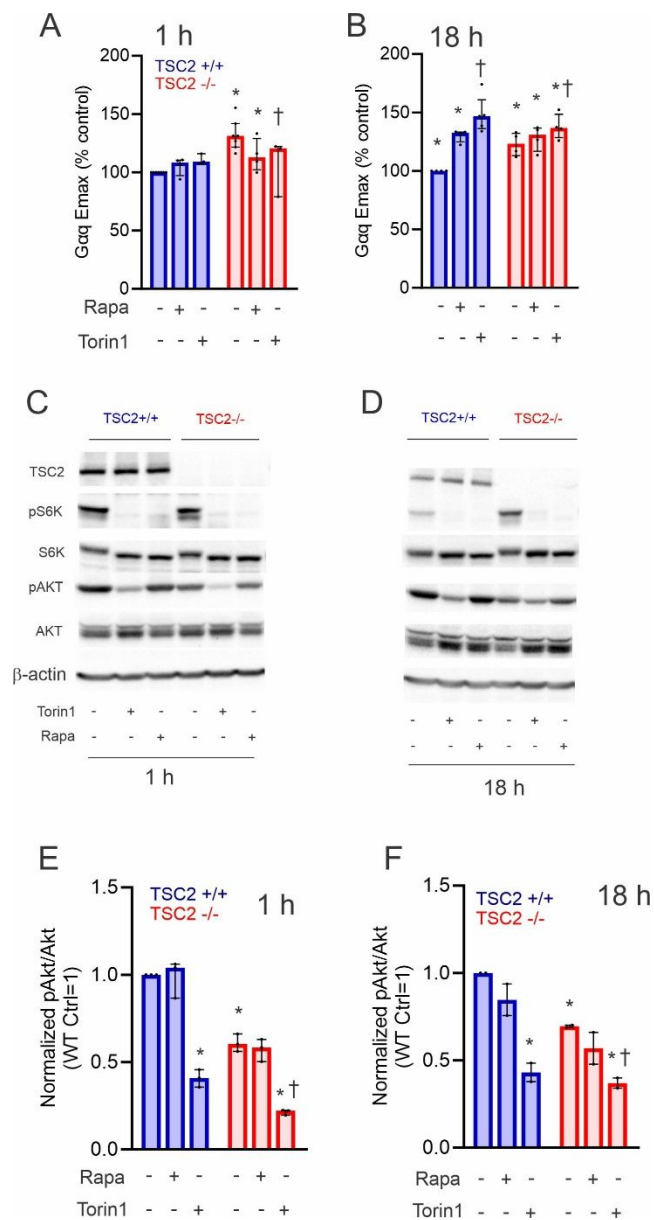 A
1 h
TSC2 +/+
TSC2 -/-
Gαq Emax (% control)
200
150
100
50
0
* * †
Rapa - + - - + -
Torin1 - - + - - +
B
18 h
Gαq Emax (% control)
200
150
100
50
0
* * † * * *†
- + - - + -
- - + - - +
C
TSC2+/+ TSC2-/-
TSC2
pS6K
S6K
pAKT
AKT
β-actin
Torin1 - + - - + -
Rapa - - + - - +
1 h
D
TSC2+/+ TSC2-/-
- + - - + -
- - + - - +
18 h
E
TSC2 +/+
TSC2 -/-
1 h
Normalized pAkt/Akt
(WT Ctrl=1)
1.5
1.0
0.5
0.0
* * *†
Rapa - + - - + -
Torin1 - - + - - +
F
TSC2 +/+
TSC2 -/-
18 h
Normalized pAkt/Akt
(WT Ctrl=1)
1.5
1.0
0.5
0.0
* * *†
Rapa - + - - + -
Torin1 - - + - - +